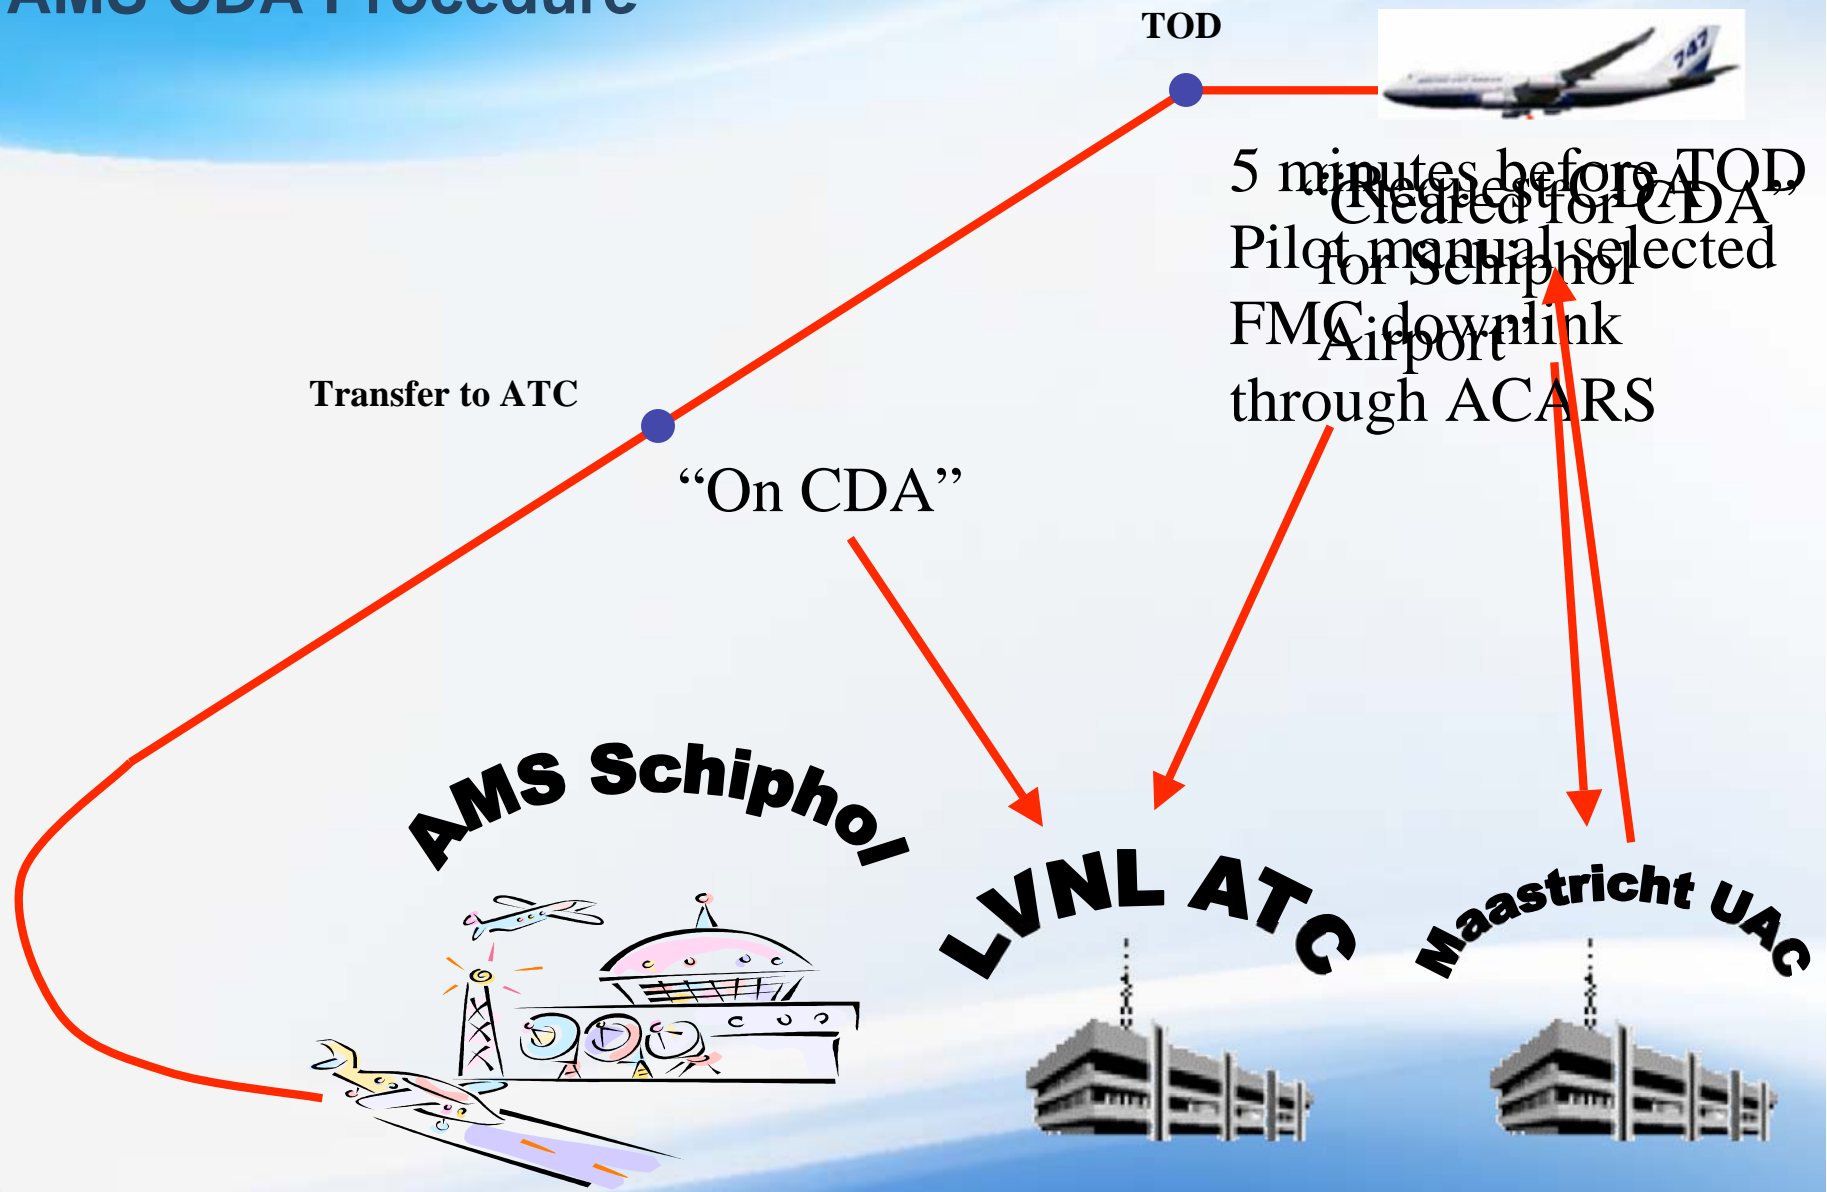 AMS CDA Procedure
TOD
747
5 minutes before TOD
Pilot manual selected
FMC downlink
through ACARS
“Request CDA
for Schiphol
Airport”
“Cleared for CDA”
Transfer to ATC
“On CDA”
AMS Schiphol
LVNL ATC
Maastricht UAC